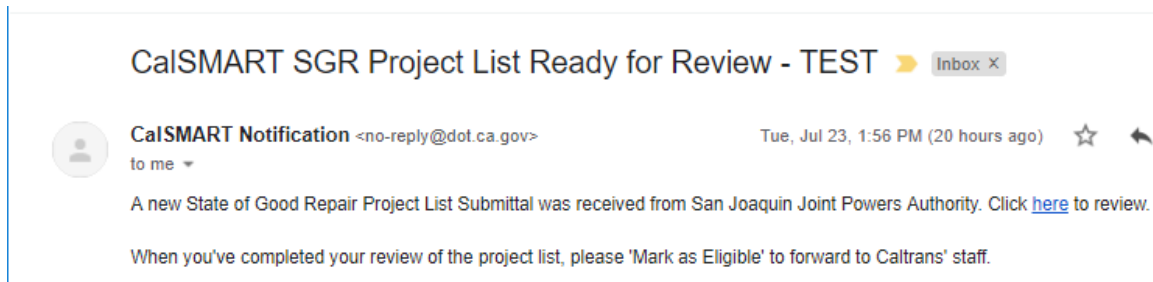 CalSMART SGR Project List Ready for Review - TEST Inbox ×
CalSMART Notification <no-reply@dot.ca.gov> Tue, Jul 23, 1:56 PM (20 hours ago)
to me
A new State of Good Repair Project List Submittal was received from San Joaquin Joint Powers Authority. Click here to review.
When you've completed your review of the project list, please 'Mark as Eligible' to forward to Caltrans' staff.